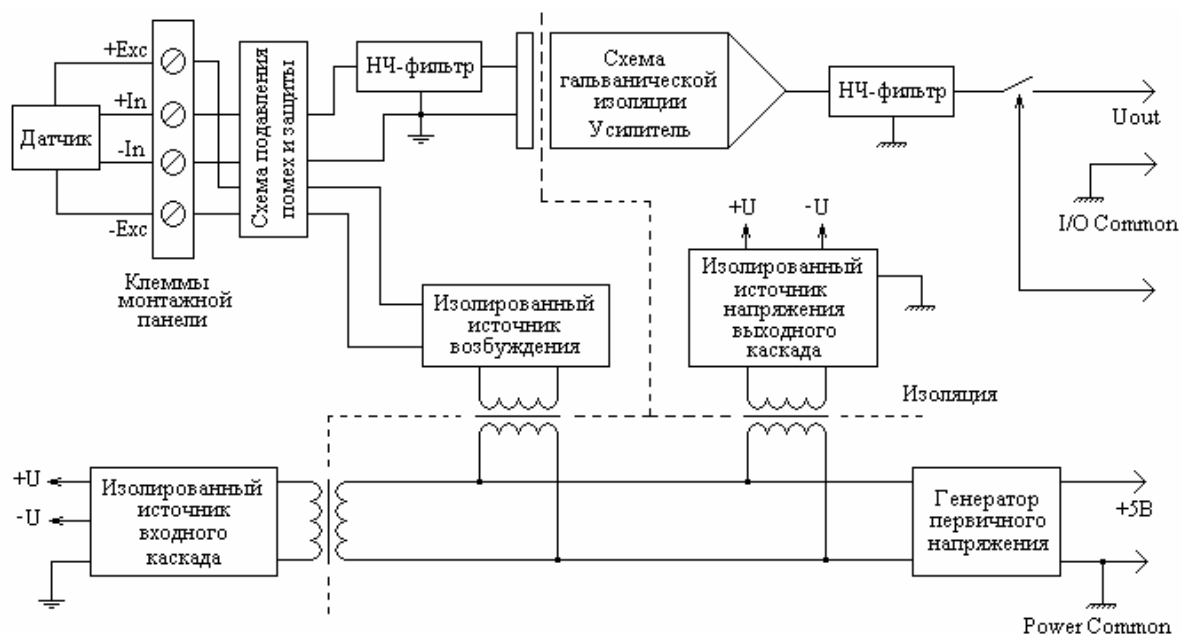 +Exc
+In
-In
-Exc
Датчик
Клеммы
монтажной
панели
Схема подавления
помех и защиты
НЧ-фильтр
Схема
гальванической
изоляции
Усилитель
НЧ-фильтр
Uout
I/O Common
+U
-U
Изолированный
источник
напряжения
выходного
каскада
Изолированный
источник
возбуждения
Изоляция
+U
-U
Изолированный
источник
входного
каскада
Генератор
первичного
напряжения
+5В
Power Common